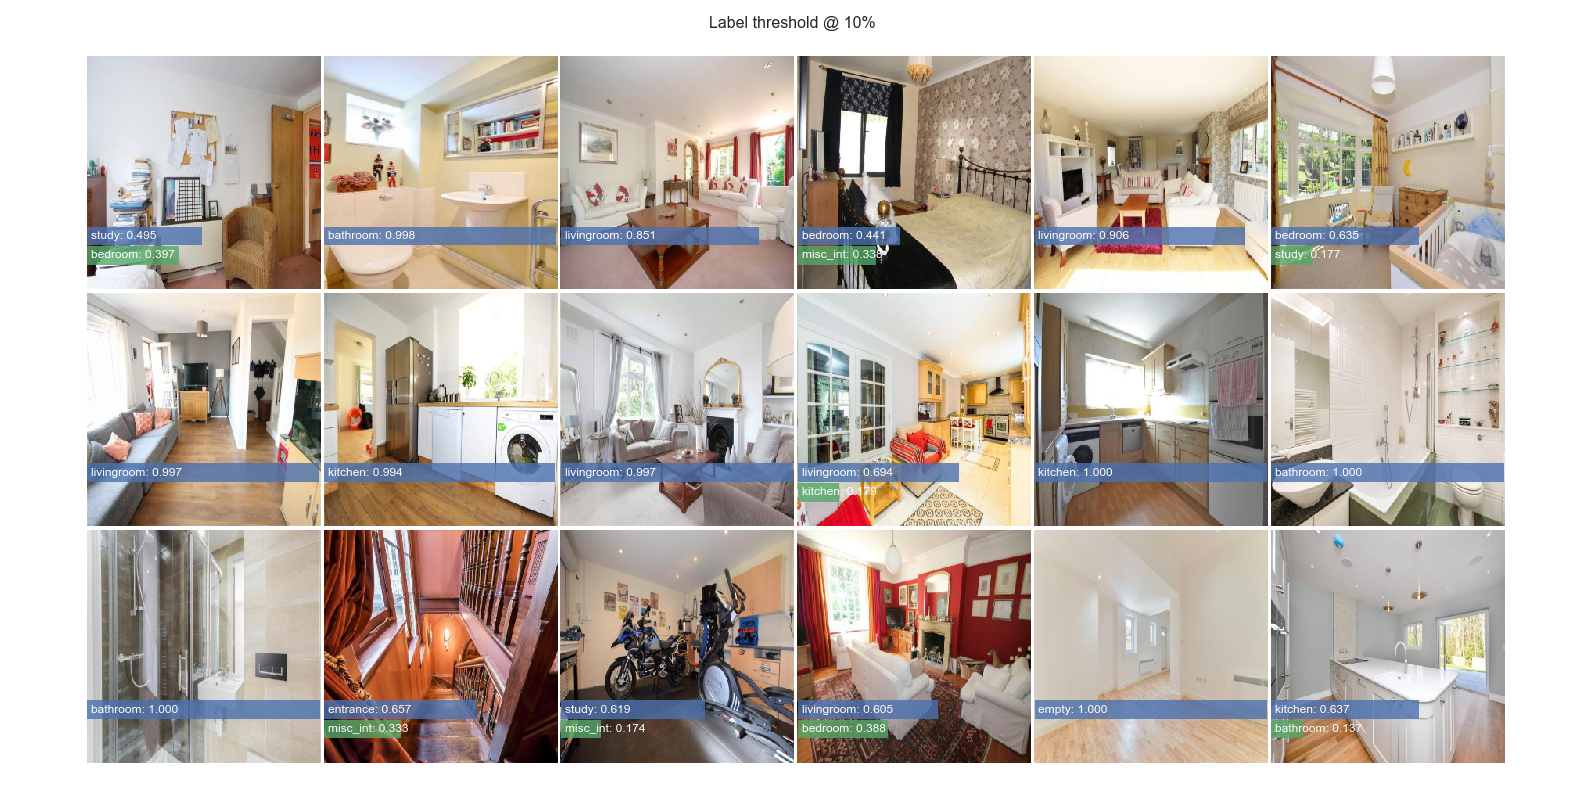 Label threshold @ 10%
study: 0.495
bedroom: 0.397
bathroom: 0.998
livingroom: 0.851
bedroom: 0.441
misc_int: 0.338
livingroom: 0.906
bedroom: 0.635
study: 0.177
livingroom: 0.997
kitchen: 0.994
livingroom: 0.997
livingroom: 0.694
kitchen: 0.179
kitchen: 1.000
bathroom: 1.000
bathroom: 1.000
entrance: 0.657
misc_int: 0.333
study: 0.619
misc_int: 0.174
livingroom: 0.605
bedroom: 0.388
empty: 1.000
kitchen: 0.637
bathroom: 0.137